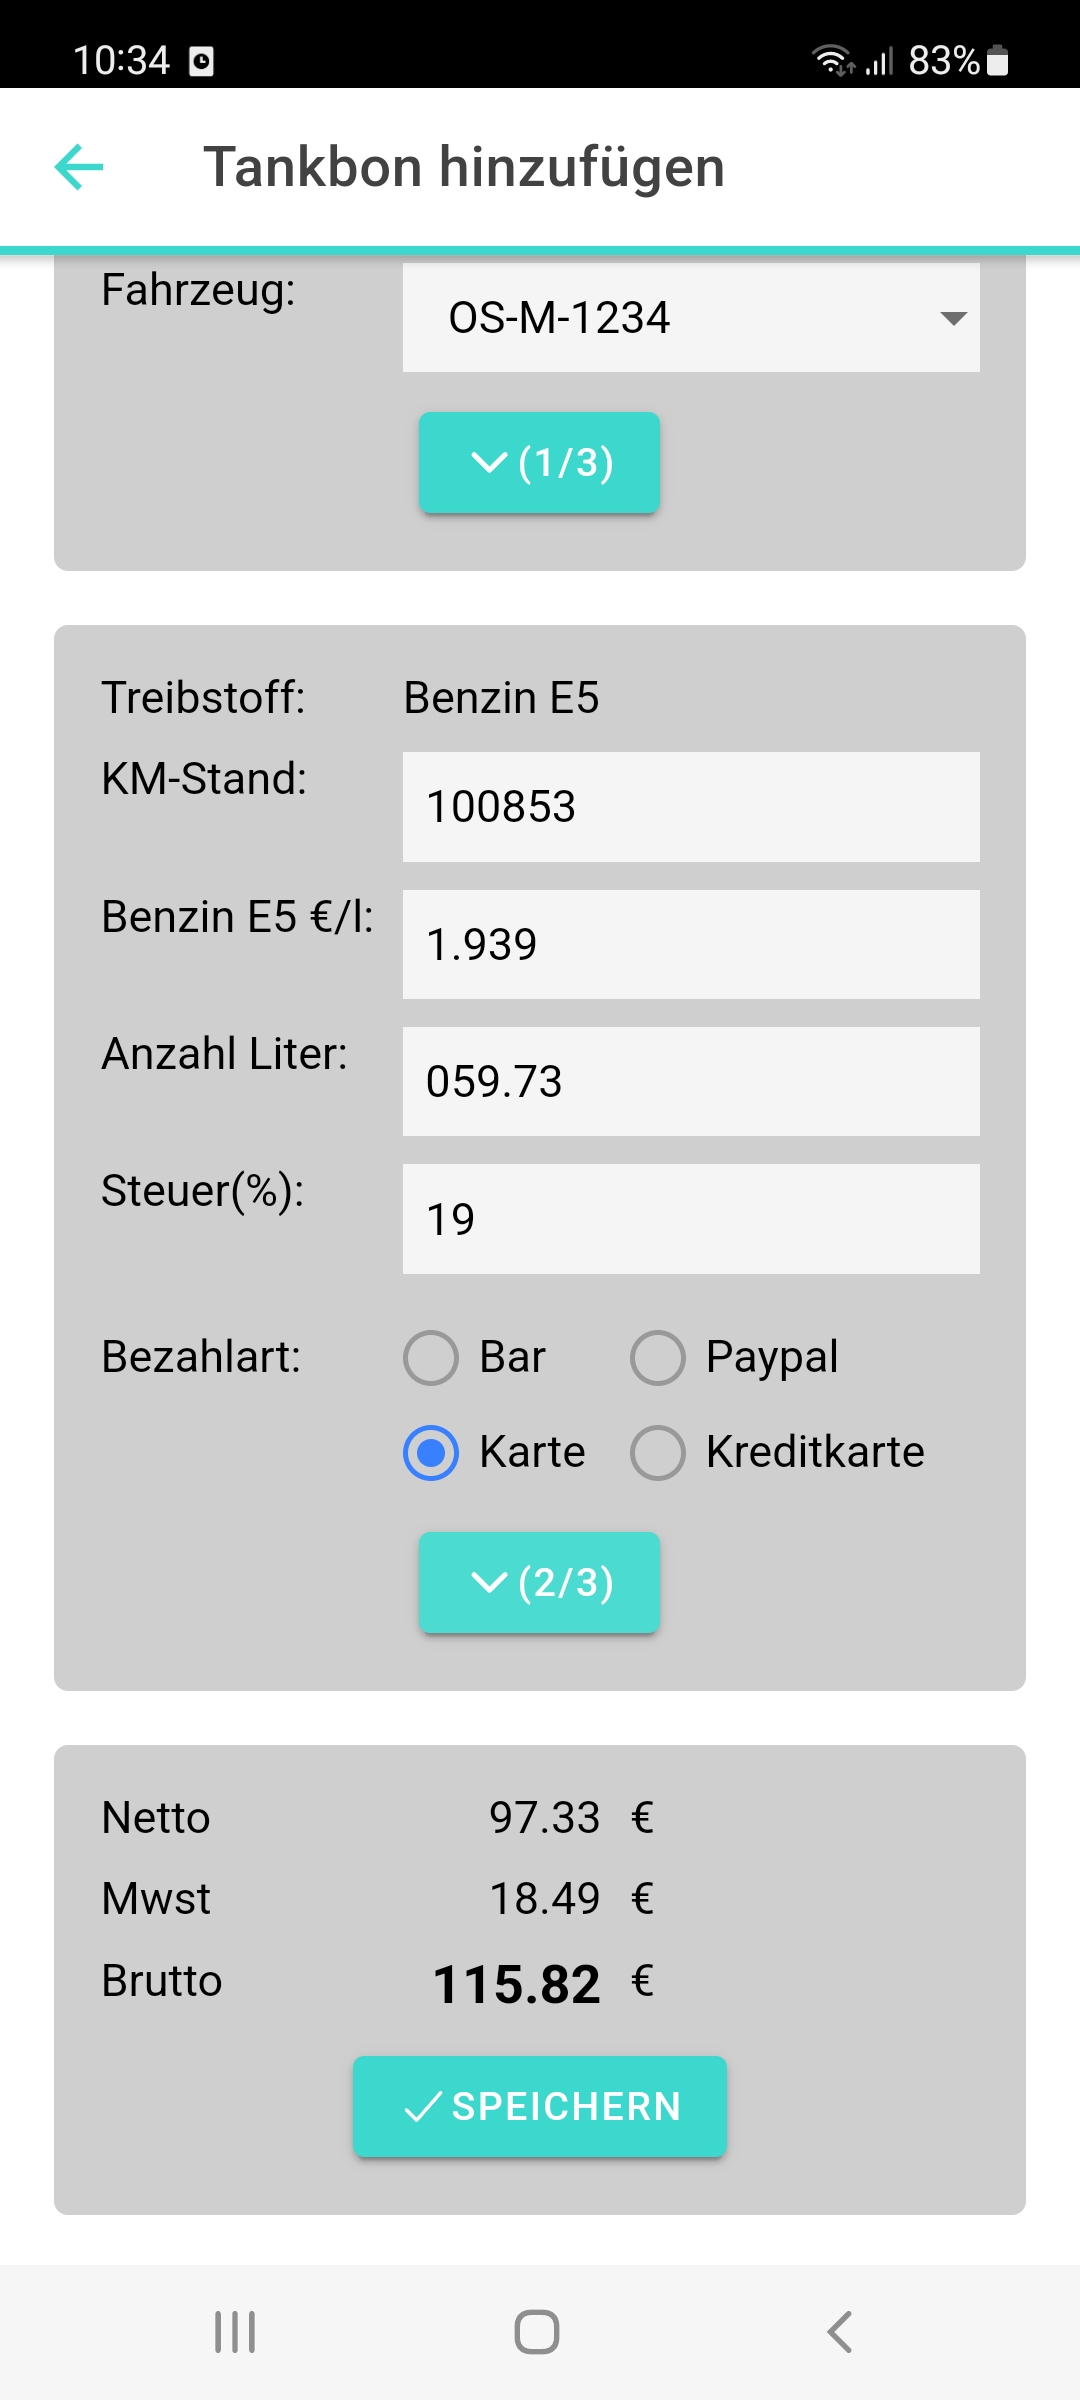 10:34 83%
Tankbon hinzufügen
Fahrzeug: OS-M-1234
(1/3)
Treibstoff: Benzin E5
KM-Stand: 100853
Benzin E5 €/l: 1.939
Anzahl Liter: 059.73
Steuer(%): 19
Bezahlart: Bar Paypal
Karte Kreditkarte
(2/3)
Netto 97.33 €
Mwst 18.49 €
Brutto 115.82 €
SPEICHERN